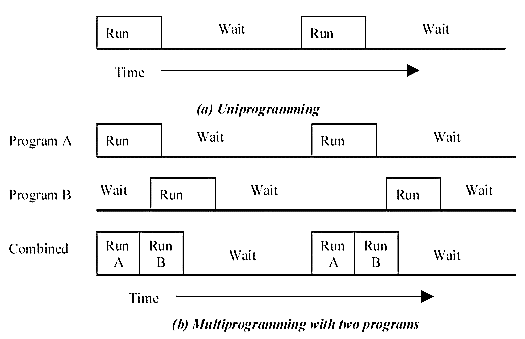 Run Wait Run Wait
Time
(a) Uniprogramming
Program A Run Wait Run Wait
Program B Wait Run Wait Run Wait
Combined Run A Run B Wait Run A Run B Wait
Time
(b) Multiprogramming with two programs